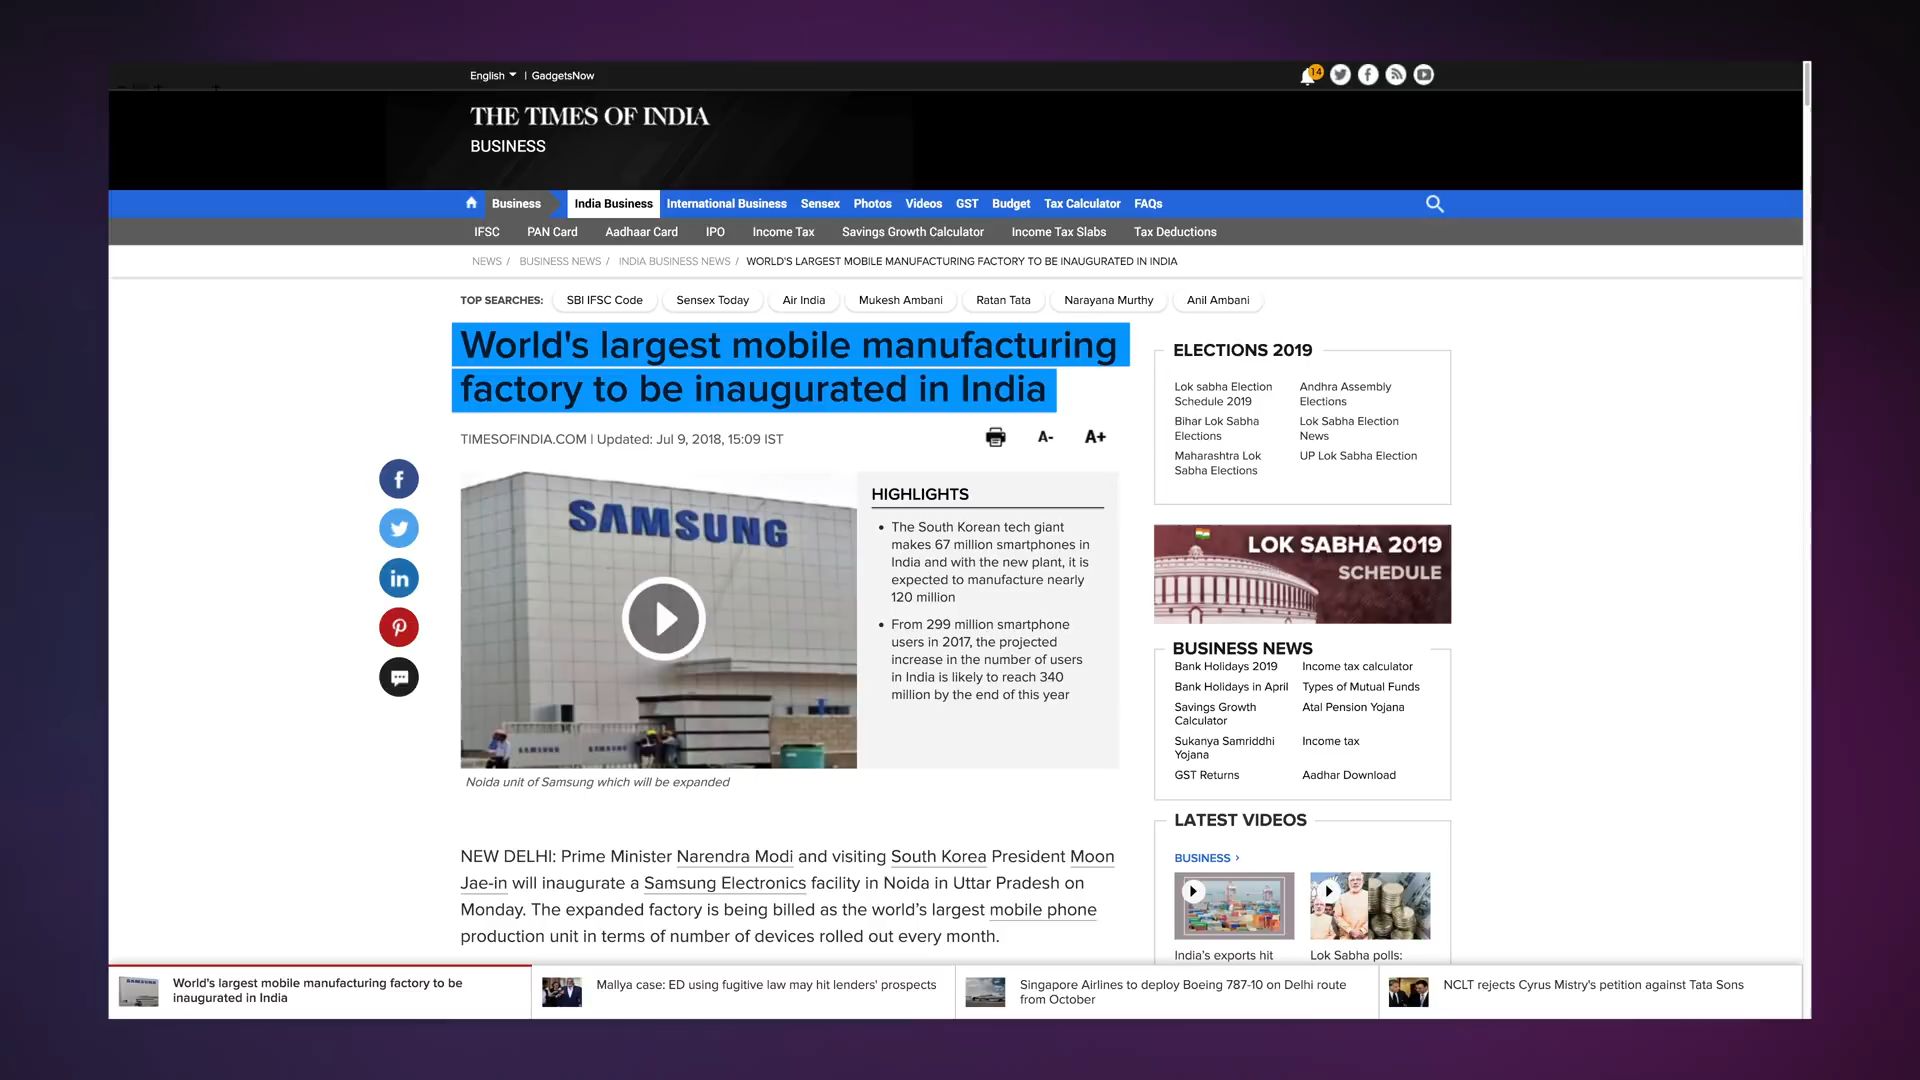 English | GadgetsNow
14
THE TIMES OF INDIA
BUSINESS
Business India Business International Business Sensex Photos Videos GST Budget Tax Calculator FAQs
IFSC PAN Card Aadhaar Card IPO Income Tax Savings Growth Calculator Income Tax Slabs Tax Deductions
NEWS / BUSINESS NEWS / INDIA BUSINESS NEWS / WORLD'S LARGEST MOBILE MANUFACTURING FACTORY TO BE INAUGURATED IN INDIA
TOP SEARCHES: SBI IFSC Code Sensex Today Air India Mukesh Ambani Ratan Tata Narayana Murthy Anil Ambani
World's largest mobile manufacturing
factory to be inaugurated in India
TIMESOFINDIA.COM | Updated: Jul 9, 2018, 15:09 IST
A- A+
SAMSUNG
SAMSUNG SAMSUNG
HIGHLIGHTS
• The South Korean tech giant
makes 67 million smartphones in
India and with the new plant, it is
expected to manufacture nearly
120 million
• From 299 million smartphone
users in 2017, the projected
increase in the number of users
in India is likely to reach 340
million by the end of this year
Noida unit of Samsung which will be expanded
NEW DELHI: Prime Minister Narendra Modi and visiting South Korea President Moon
Jae-in will inaugurate a Samsung Electronics facility in Noida in Uttar Pradesh on
Monday. The expanded factory is being billed as the world's largest mobile phone
production unit in terms of number of devices rolled out every month.
ELECTIONS 2019
Lok sabha Election
Schedule 2019
Andhra Assembly
Elections
Bihar Lok Sabha
Elections
Lok Sabha Election
News
Maharashtra Lok
Sabha Elections
UP Lok Sabha Election
LOK SABHA 2019
SCHEDULE
BUSINESS NEWS
Bank Holidays 2019 Income tax calculator
Bank Holidays in April Types of Mutual Funds
Savings Growth
Calculator
Atal Pension Yojana
Sukanya Samriddhi
Yojana
Income tax
GST Returns Aadhar Download
LATEST VIDEOS
BUSINESS ›
India's exports hit Lok Sabha polls:
SAMSUNG
World's largest mobile manufacturing factory to be
inaugurated in India
Mallya case: ED using fugitive law may hit lenders' prospects
Singapore Airlines to deploy Boeing 787-10 on Delhi route
from October
NCLT rejects Cyrus Mistry's petition against Tata Sons